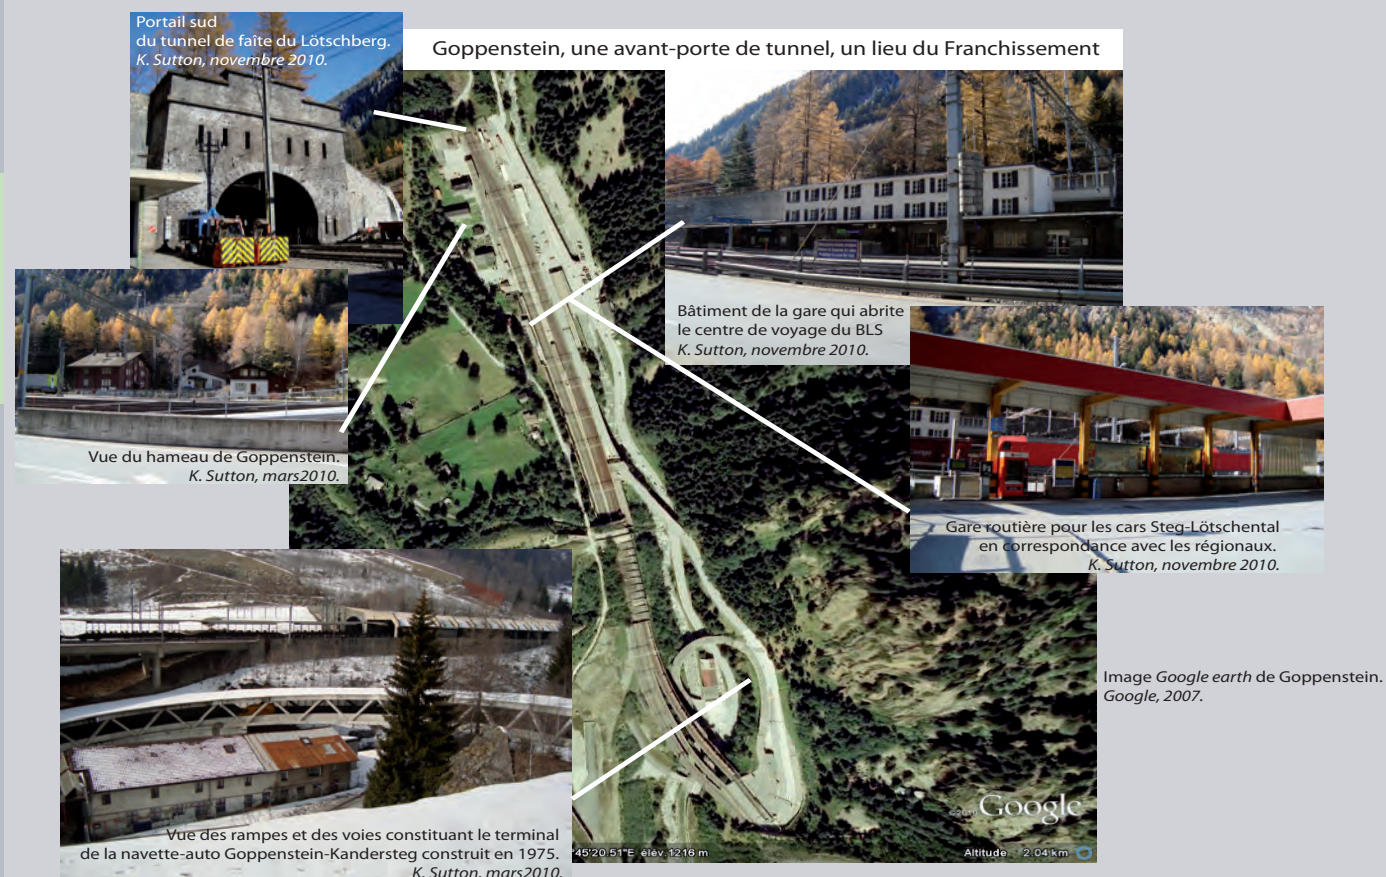 Portail sud
du tunnel de faîte du Lötschberg.
K. Sutton, novembre 2010.
Goppenstein, une avant-porte de tunnel, un lieu du Franchissement
Bâtiment de la gare qui abrite
le centre de voyage du BLS
K. Sutton, novembre 2010.
Vue du hameau de Goppenstein.
K. Sutton, mars2010.
Gare routière pour les cars Steg-Lötschental
en correspondance avec les régionaux.
K. Sutton, novembre 2010.
Image Google earth de Goppenstein.
Google, 2007.
Vue des rampes et des voies constituant le terminal
de la navette-auto Goppenstein-Kandersteg construit en 1975.
K. Sutton, mars2010.
Google
°45'20.51"E élév. 1216 m
Altitude 2.04 km